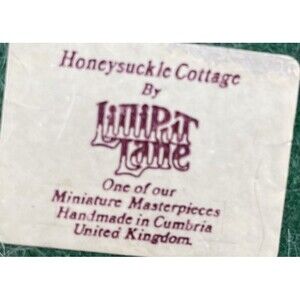 Honeysuckle Cottage
By
Lilliput
Lane
One of our
Miniature Masterpieces
Handmade in Cumbria
United Kingdom.